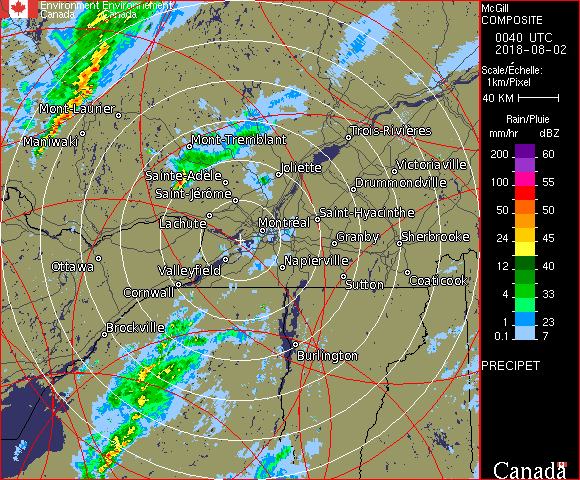 Environment Environnement
Canada Canada
Mont-Laurier
Maniwaki
Mont-Tremblant
Trois-Rivières
Sainte-Adèle
Joliette
Victoriaville
Saint-Jérôme
Drummondville
Lachute
Montréal
Saint-Hyacinthe
Granby
Sherbrooke
Ottawa
Valleyfield
Napierville
Cornwall
Sutton
Coaticook
Brockville
Burlington
McGill
COMPOSITE
0040 UTC
2018-08-02
Scale/Échelle:
1km/Pixel
40 KM
Rain/Pluie
mm/hr dBZ
200 60
100 55
50 50
24 45
12 40
4 33
1 23
0.1 7
PRECIPET
Canada